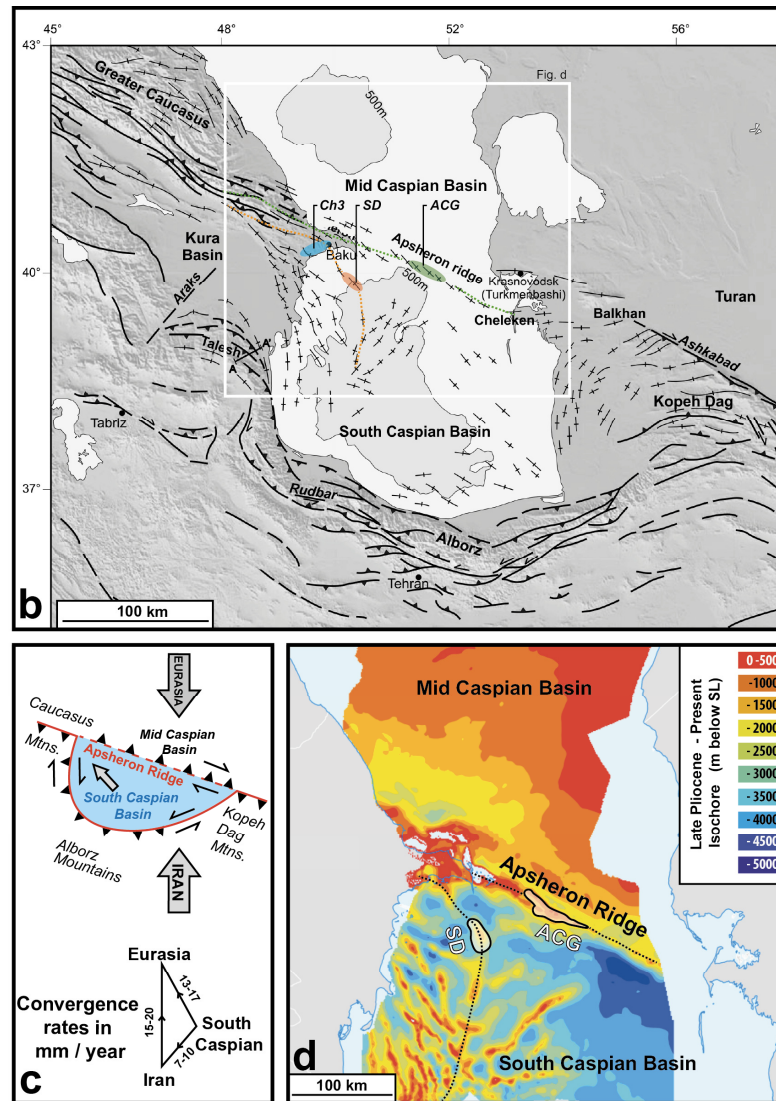 45°
48°
52°
56°
43°
Fig. d
Greater Caucasus
500m
Mid Caspian Basin
Ch3
SD
ACG
Kura
Basin
Baku
Apsheron ridge
500m
40°
Araks
Krasnovodsk
(Turkmenbashi)
Turan
Cheleken
Balkhan
Talesh
A'
A
Ashkabad
Kopeh Dag
Tabriz
South Caspian Basin
37°
Rudbar
Alborz
Tehran
b
100 km
EURASIA
Caucasus
Mtns.
Mid Caspian
Basin
Apsheron Ridge
South Caspian
Basin
Kopeh
Dag
Mtns.
Alborz
Mountains
IRAN
Eurasia
13-17
15-20
Convergence
rates in
mm / year
South
Caspian
7-10
Iran
c
Mid Caspian Basin
Late Pliocene - Present
Isochore (m below SL)
0 -500
-1000
-1500
-2000
-2500
-3000
-3500
-4000
-4500
-5000
Apsheron Ridge
SD
ACG
South Caspian Basin
d
100 km